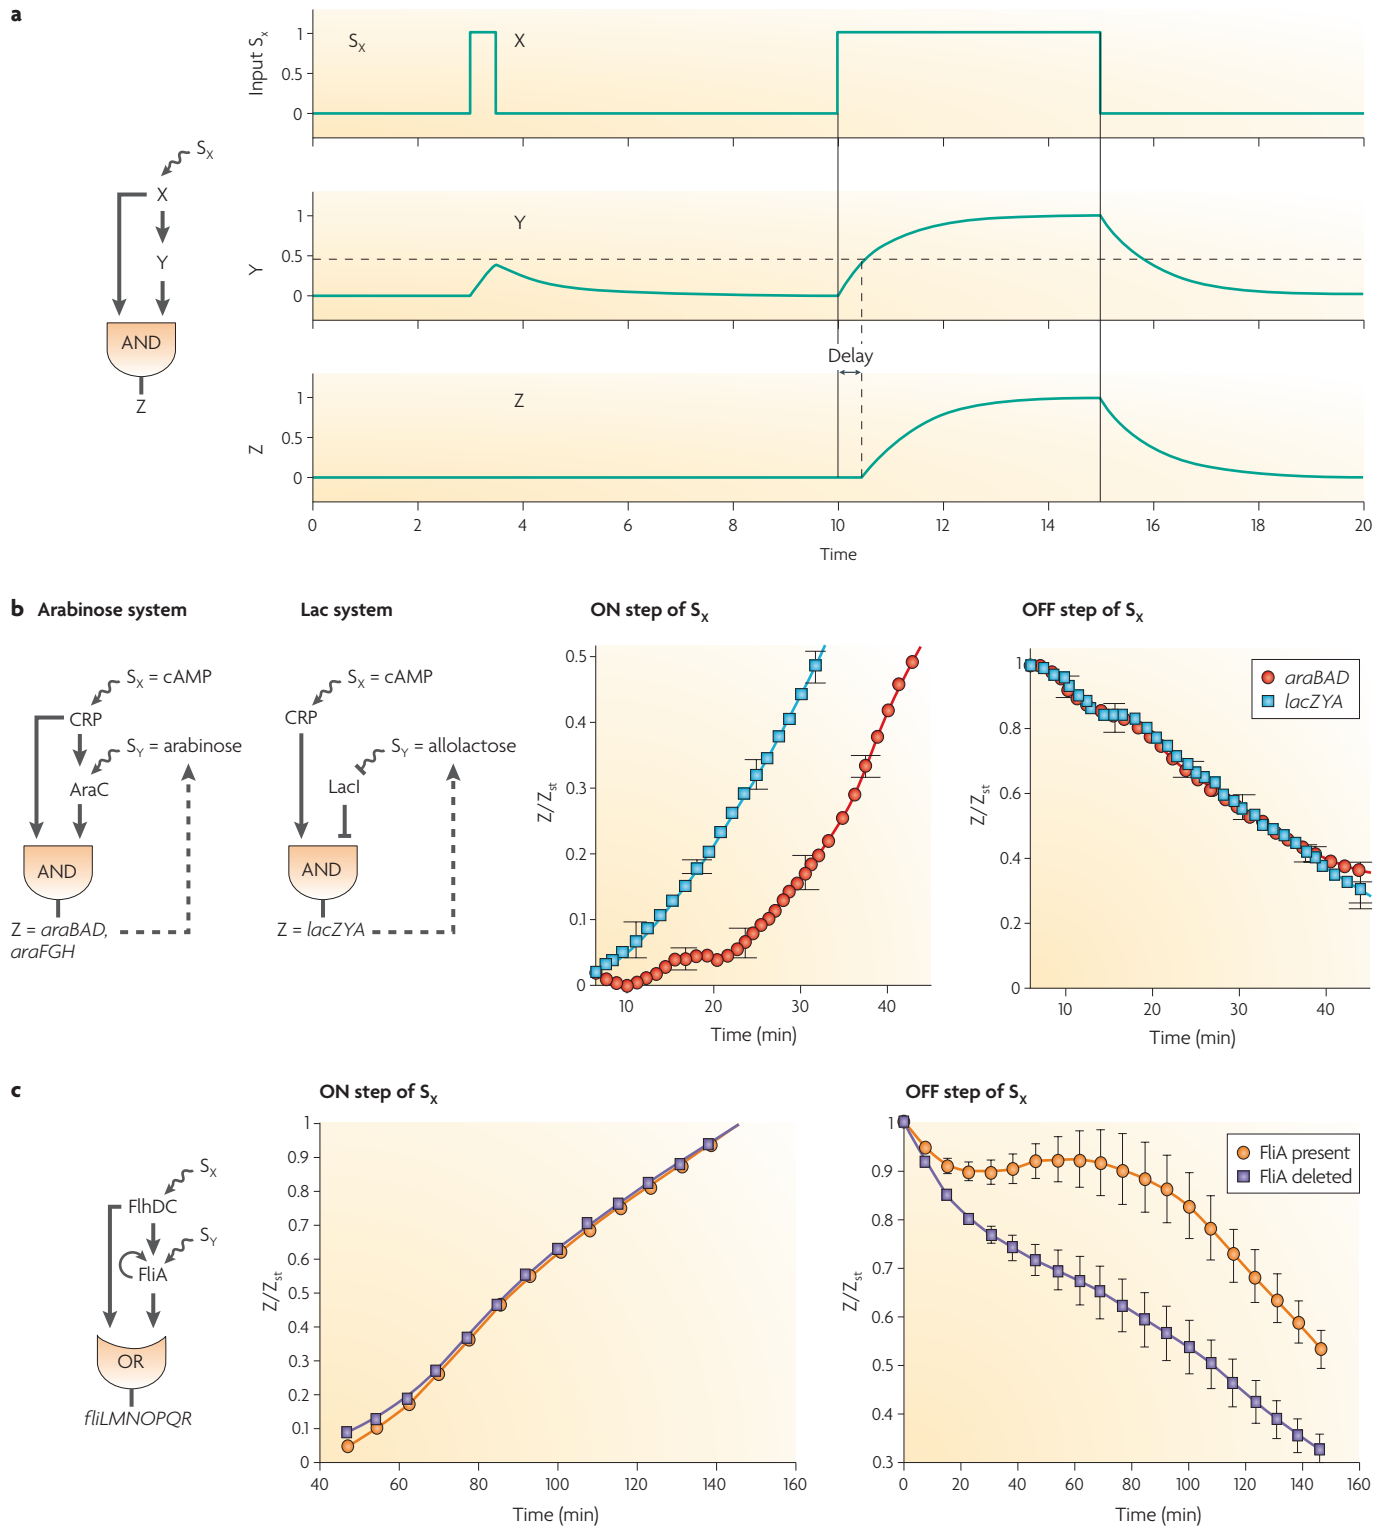 a
Input Sx
1
0.5
0
Sx
X
Sx
X
Y
AND
Z
Y
1
0.5
0
Y
Delay
Z
1
0.5
0
Z
0 2 4 6 8 10 12 14 16 18 20
Time
b Arabinose system
Sx = cAMP
CRP
SY = arabinose
AraC
AND
Z = araBAD,
araFGH
Lac system
Sx = cAMP
CRP
SY = allolactose
LacI
AND
Z = lacZYA
ON step of Sx
Z/Zst
0.5
0.4
0.3
0.2
0.1
0
10 20 30 40
Time (min)
OFF step of Sx
Z/Zst
1
0.8
0.6
0.4
0.2
0
araBAD
lacZYA
10 20 30 40
Time (min)
c
Sx
FlhDC
SY
FliA
OR
fliLMNOPQR
ON step of Sx
Z/Zst
1
0.9
0.8
0.7
0.6
0.5
0.4
0.3
0.2
0.1
0
40 60 80 100 120 140 160
Time (min)
OFF step of Sx
Z/Zst
1
0.9
0.8
0.7
0.6
0.5
0.4
0.3
FliA present
FliA deleted
0 20 40 60 80 100 120 140 160
Time (min)